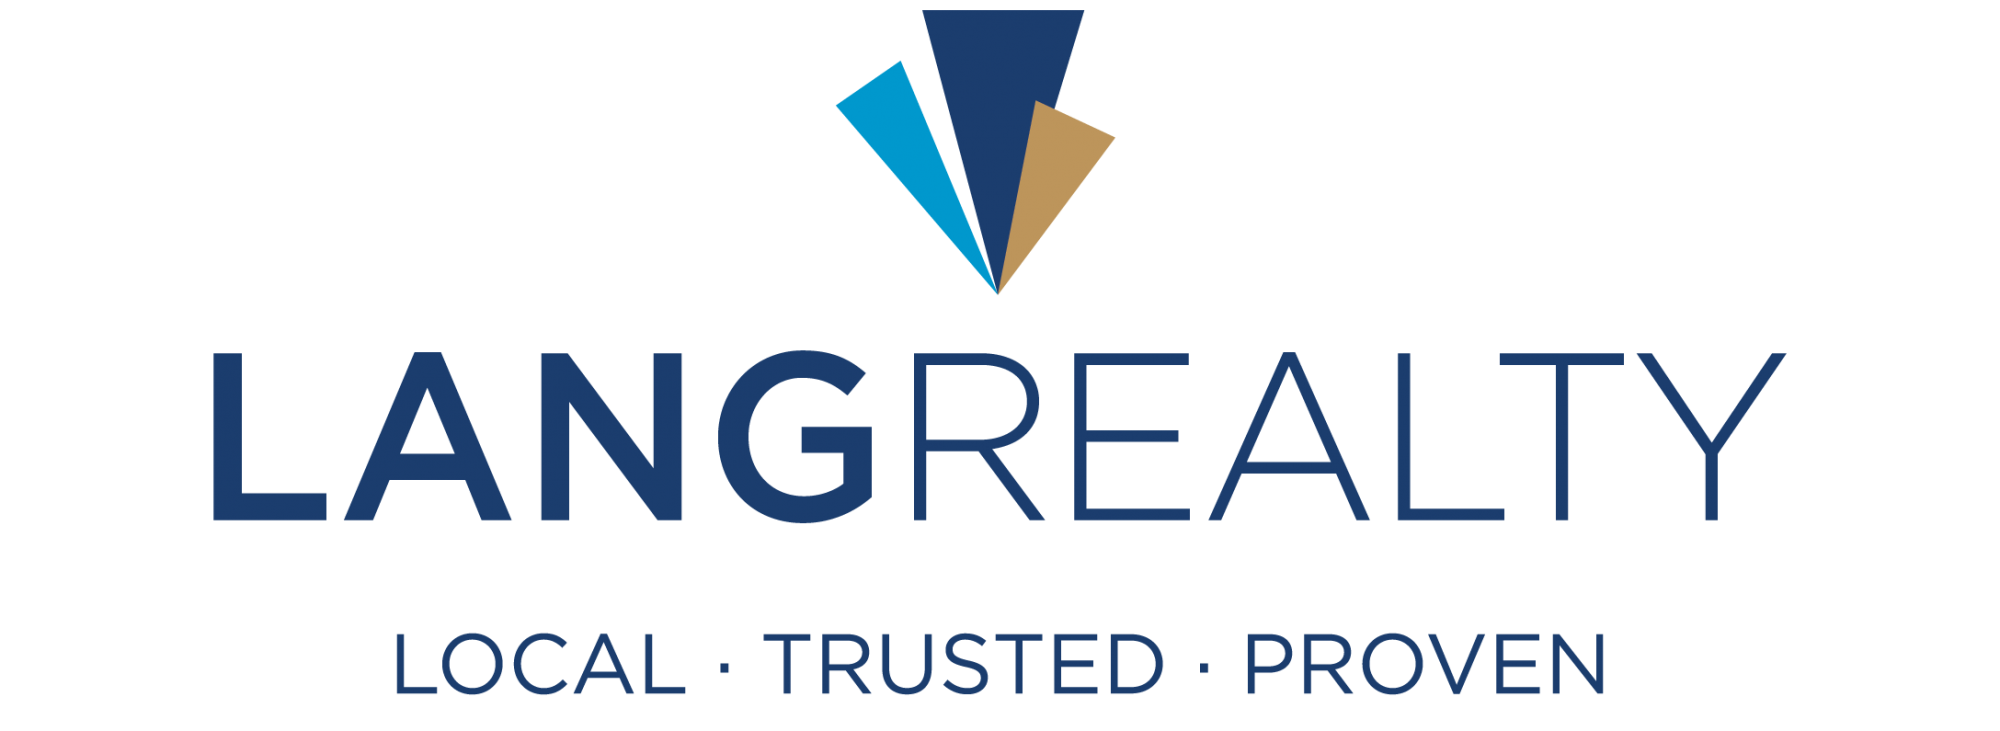 LANGREALTY
LOCAL · TRUSTED · PROVEN